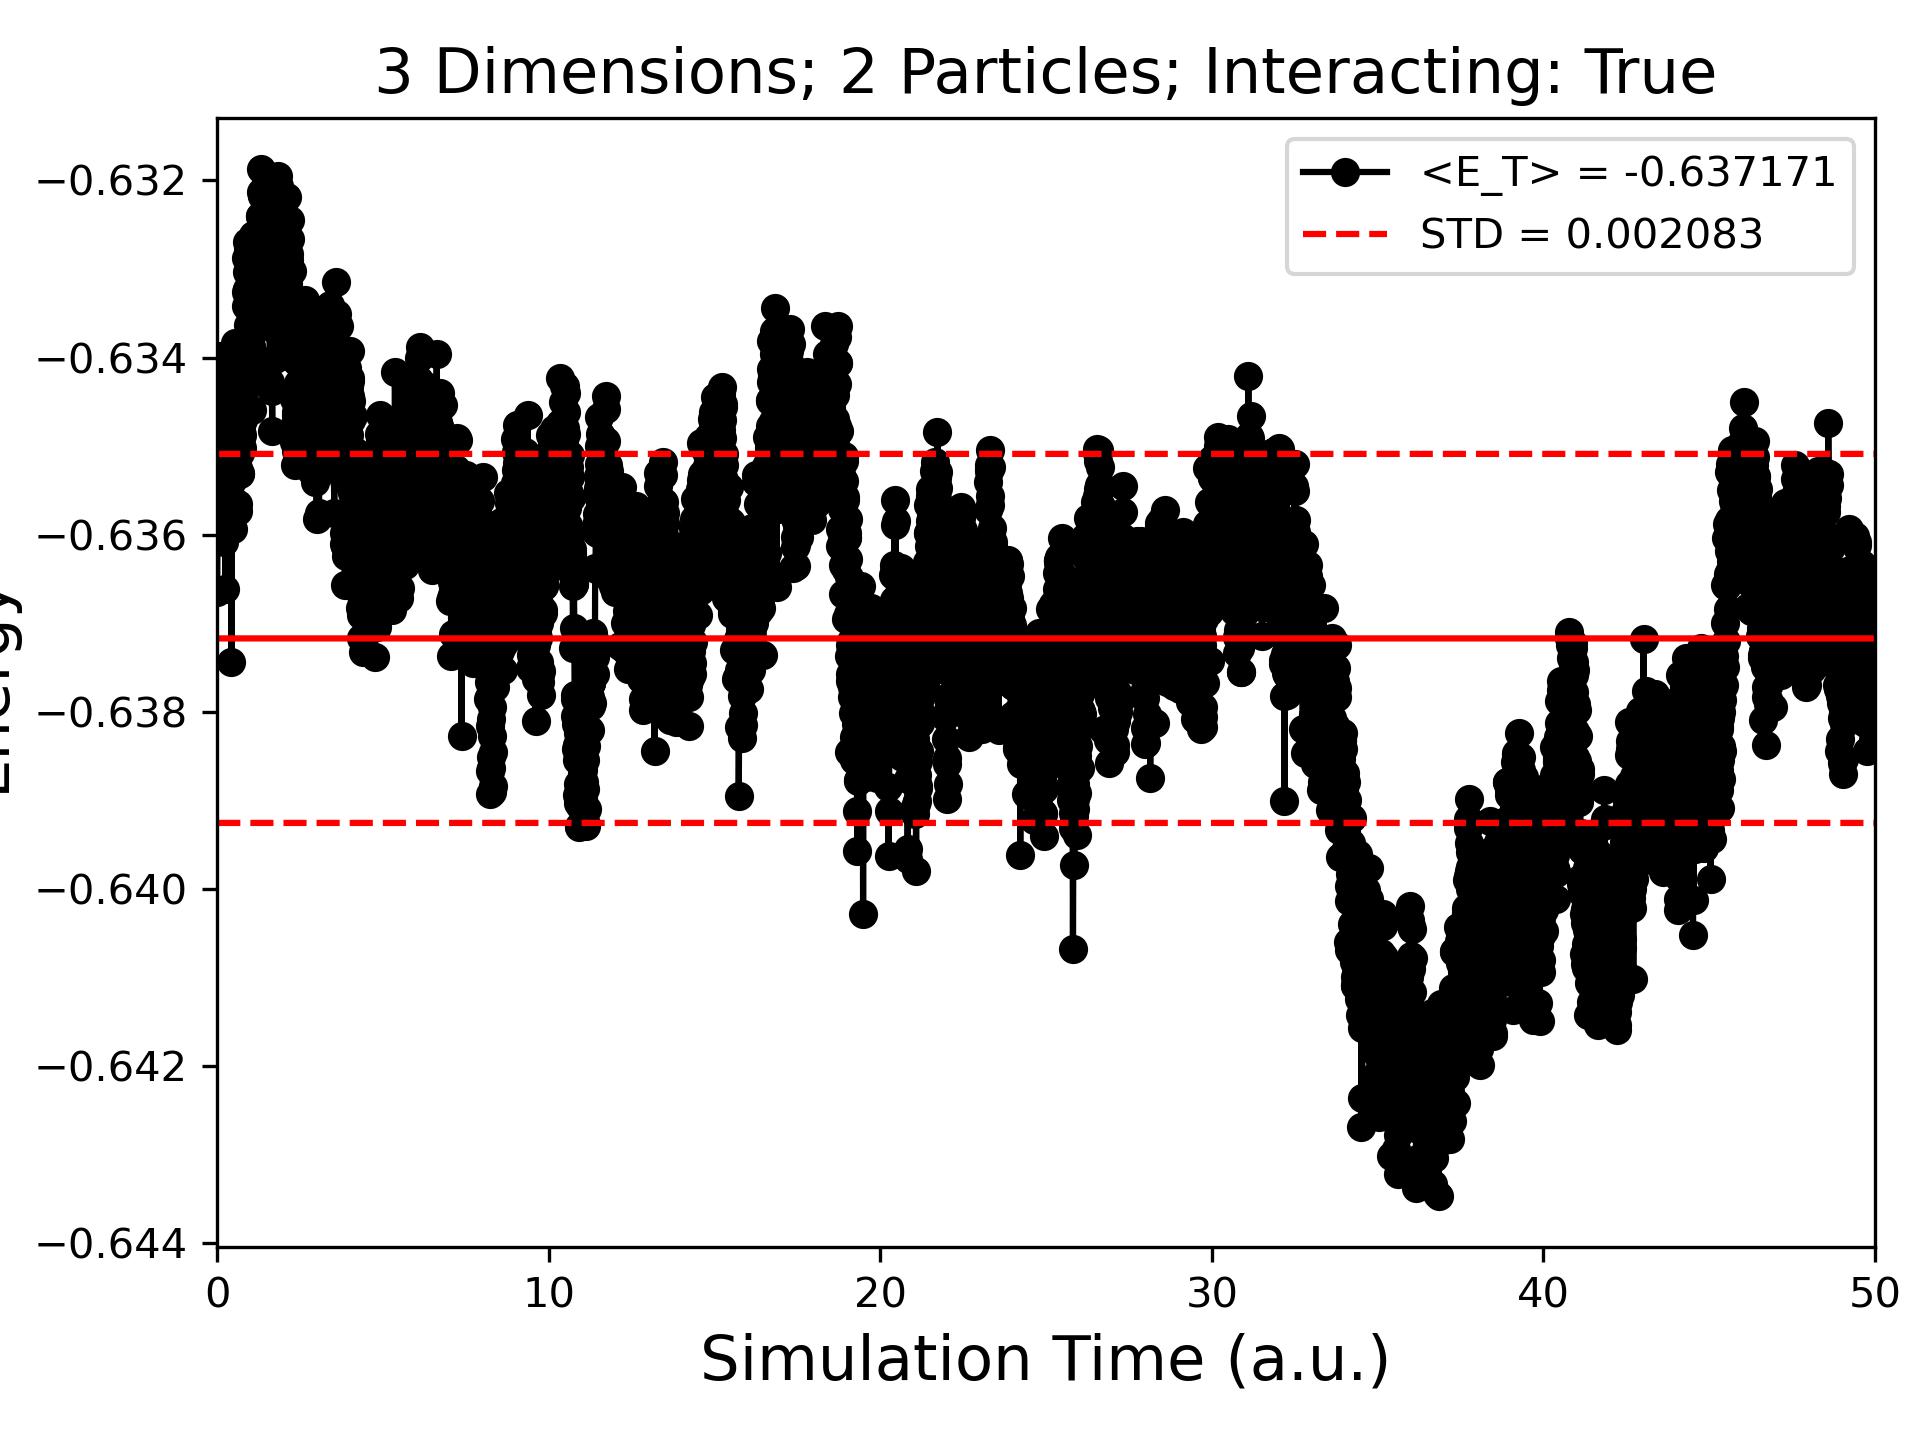 3 Dimensions; 2 Particles; Interacting: True
<E_T> = -0.637171
STD = 0.002083
−0.632
−0.634
−0.636
−0.638
−0.640
−0.642
−0.644
Energy
0 10 20 30 40 50
Simulation Time (a.u.)